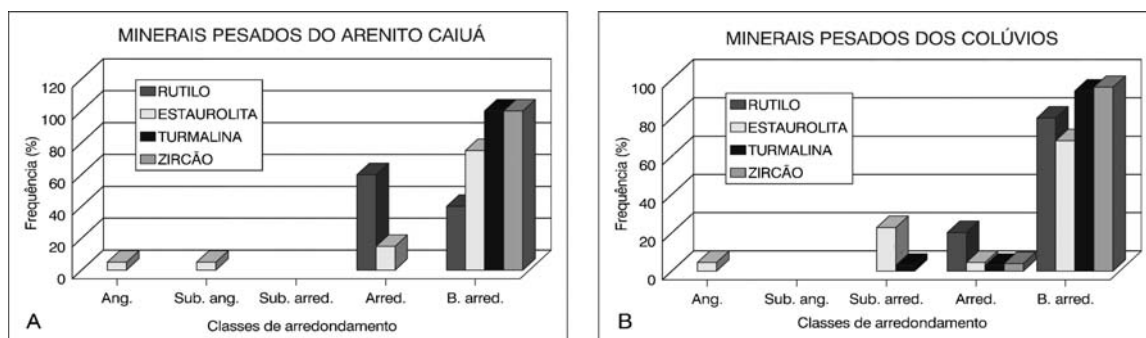 MINERAIS PESADOS DO ARENITO CAIUÁ
Frequência (%)
120
100
80
60
40
20
0
RUTILO
ESTAUROLITA
TURMALINA
ZIRCÃO
Ang.
Sub. ang.
Sub. arred.
Arred.
B. arred.
Classes de arredondamento
A
MINERAIS PESADOS DOS COLÚVIOS
Frequência (%)
100
80
60
40
20
0
RUTILO
ESTAUROLITA
TURMALINA
ZIRCÃO
Ang.
Sub. ang.
Sub arred.
Arred.
B. arred.
Classes de arredondamento
B